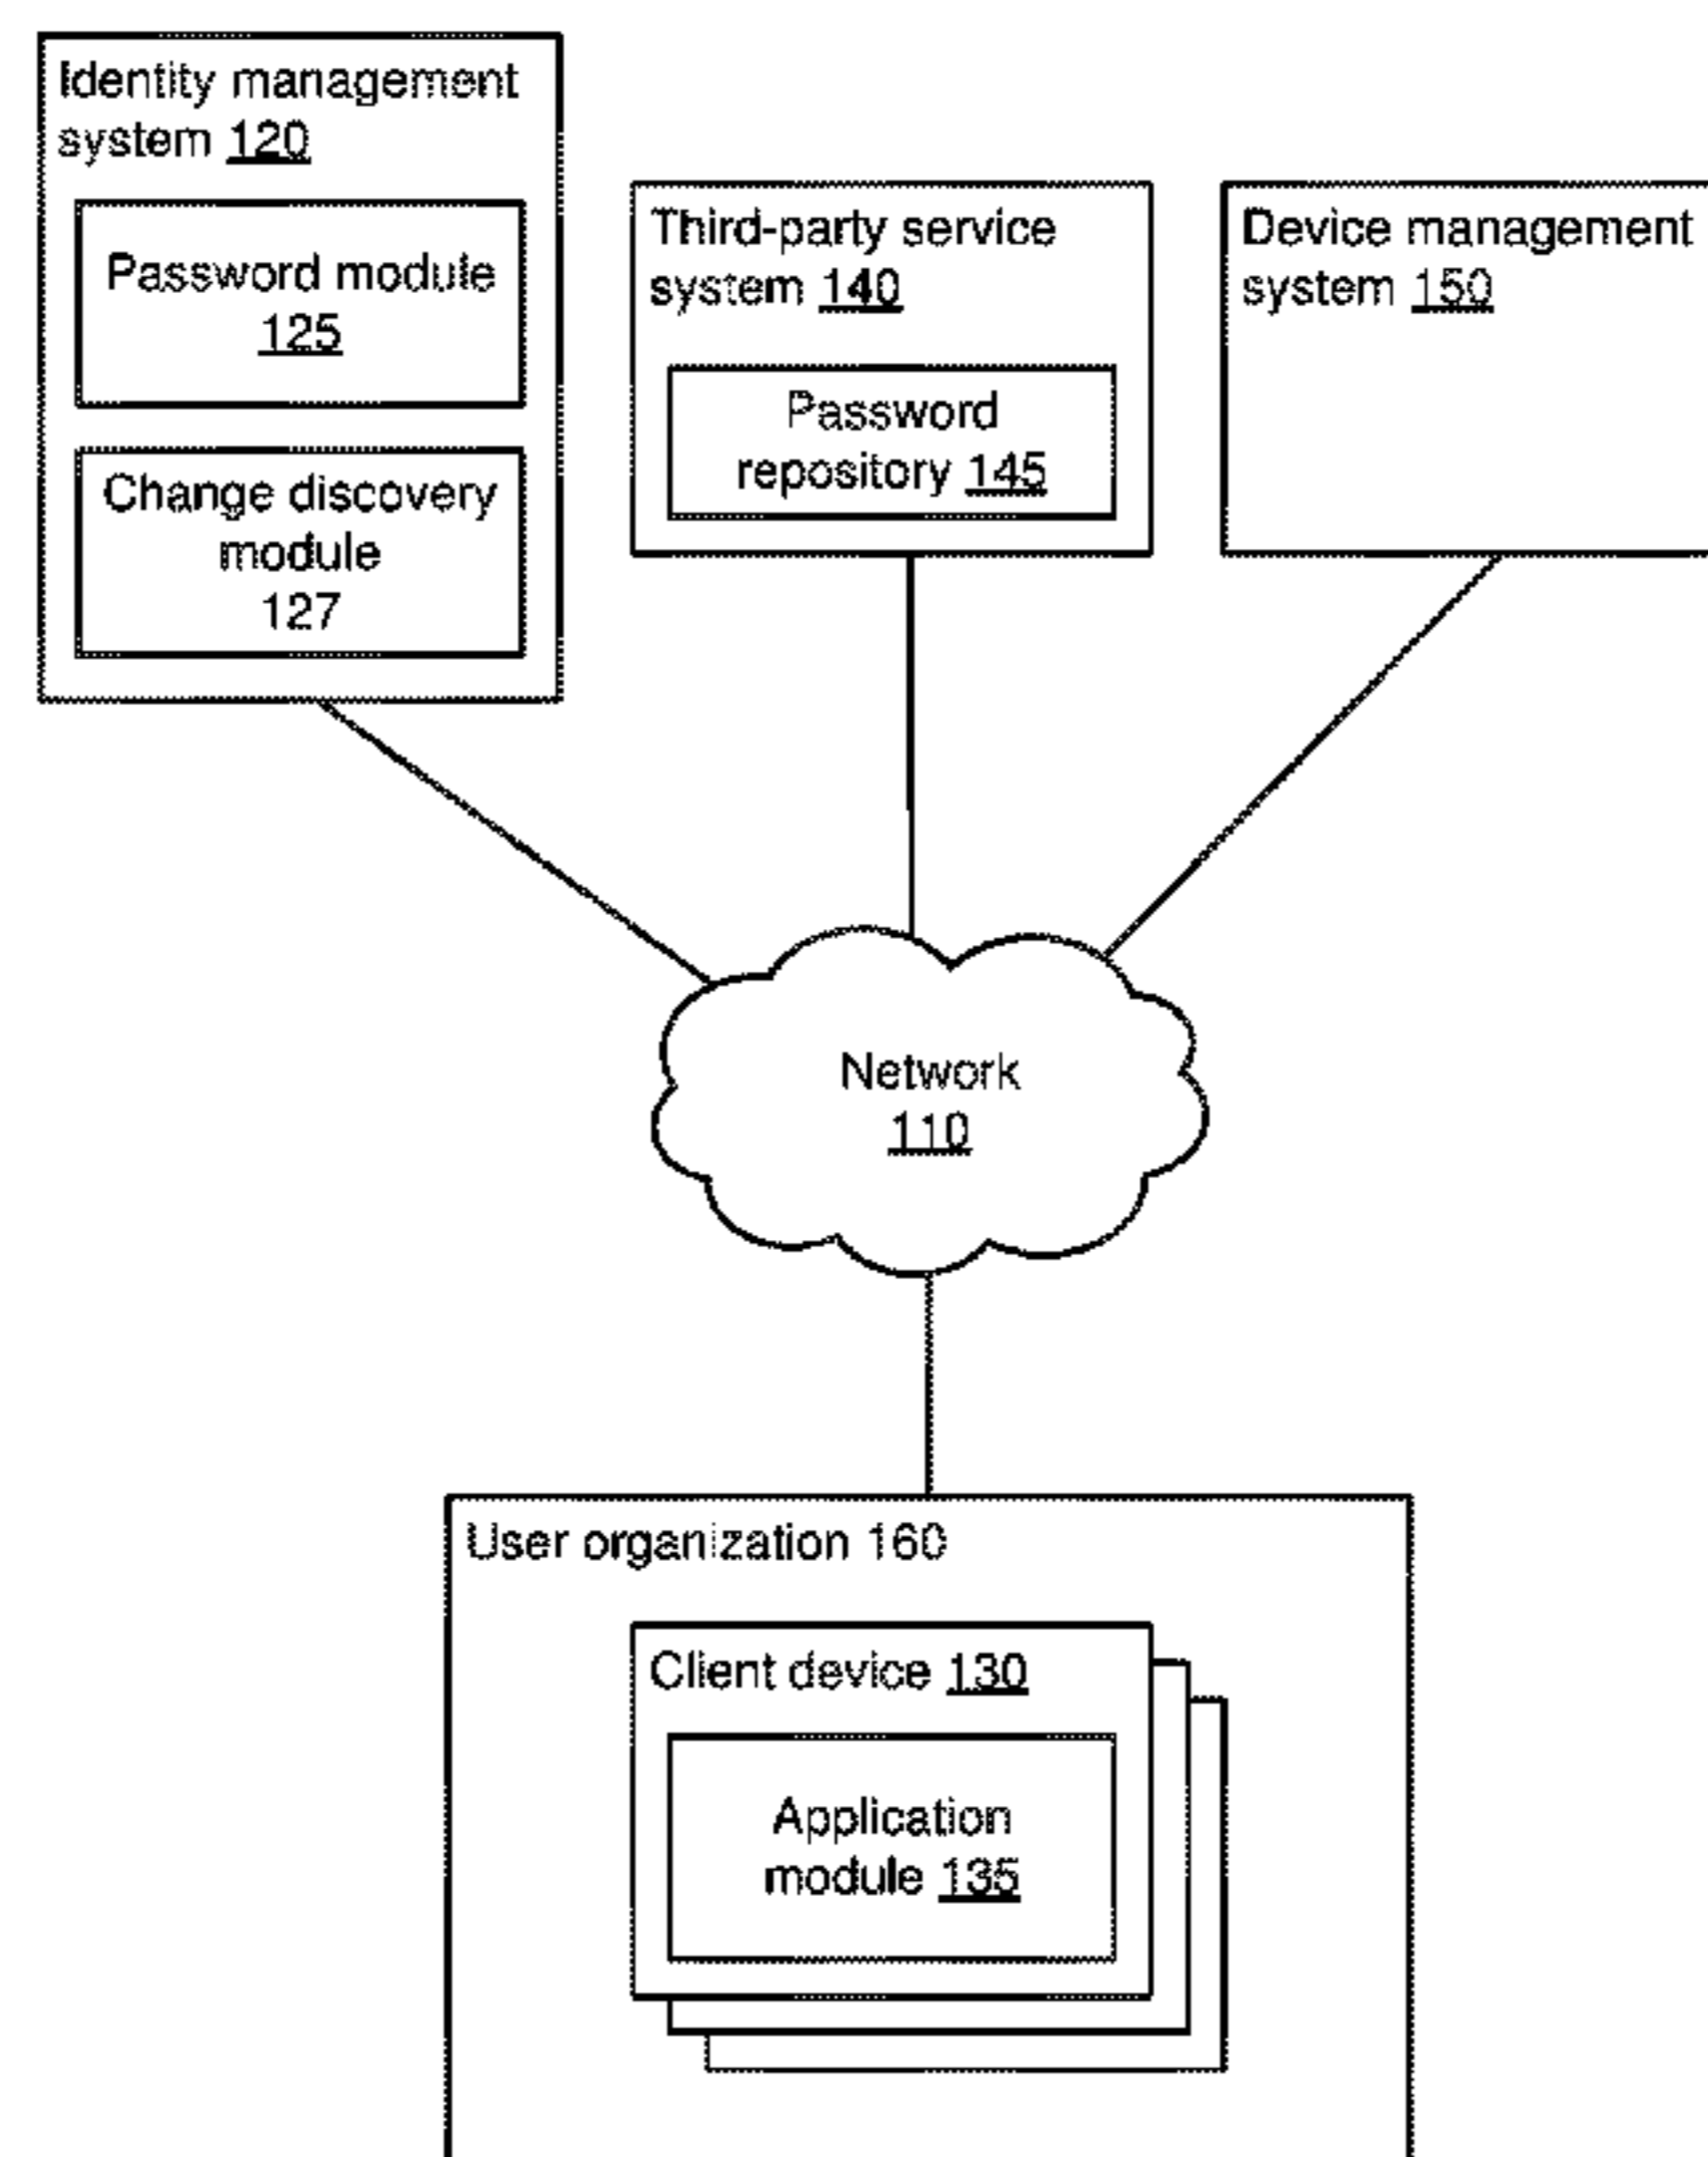 Identity management
system 120
Password module
125
Change discovery
module
127
Third-party service
system 140
Password
repository 145
Device management
system 150
Network
110
User organization 160
Client device 130
Application
module 135